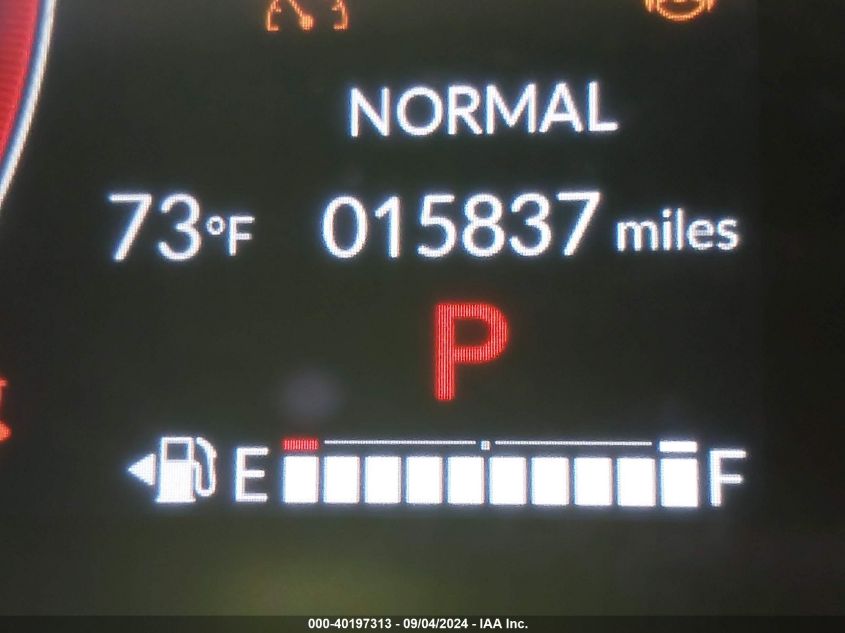 NORMAL
73°F 015837 miles
P
E F
000-40197313 - 09/04/2024 - IAA Inc.